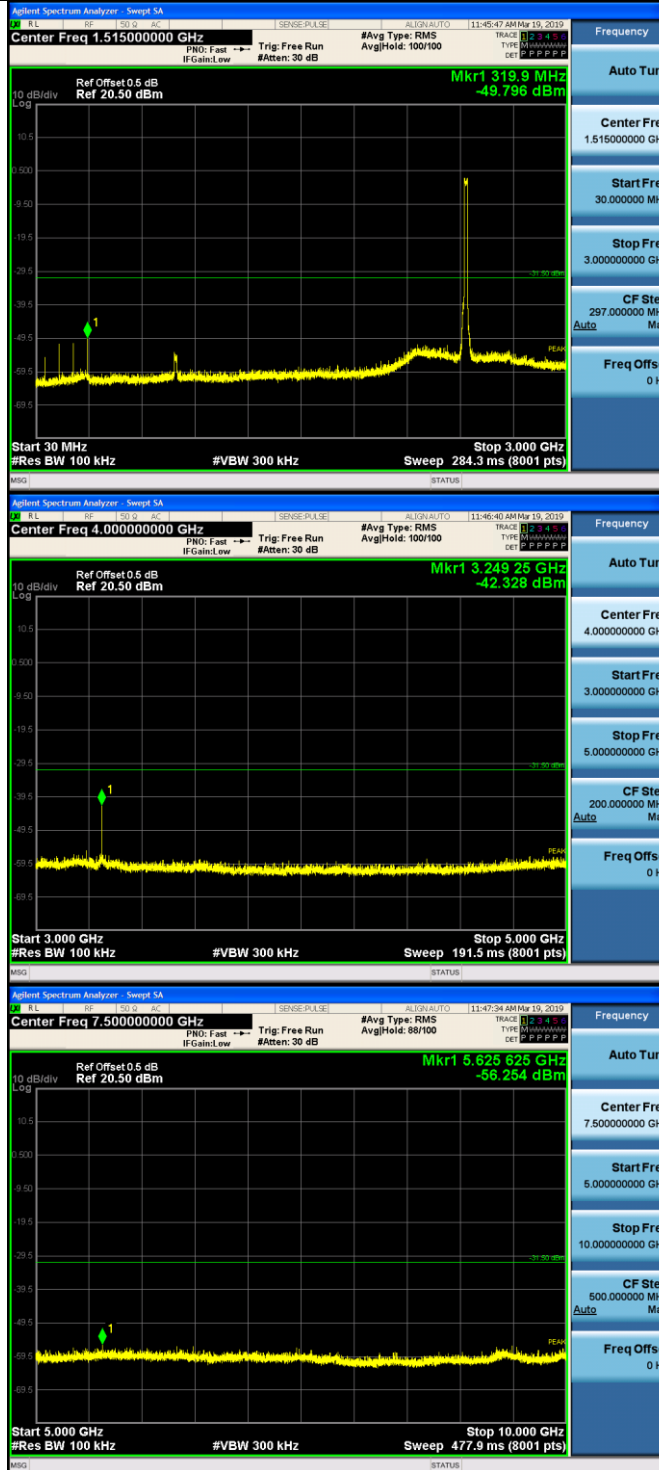 Agilent Spectrum Analyzer - Swept SA
RL RF 50 Ω AC SENSE:PULSE ALIGNAUTO 11:45:47 AM Mar 19, 2019
Center Freq 1.515000000 GHz
PNO: Fast Trig: Free Run
IFGain:Low #Atten: 30 dB
#Avg Type: RMS
Avg|Hold: 100/100
TRACE 1 2 3 4 5 6
TYPE M
DET P P P P P P
Frequency
Mkr1 319.9 MHz
-49.796 dBm
Ref Offset 0.5 dB
Ref 20.50 dBm
10 dB/div
Log
10.5
0.500
-9.50
-19.5
-29.5
-39.5
-49.5
-59.5
-69.5
-31.50 dBm
1
PEAK
Start 30 MHz
Stop 3.000 GHz
#Res BW 100 kHz #VBW 300 kHz Sweep 284.3 ms (8001 pts)
MSG STATUS
Auto Tun
Center Fre
1.515000000 GH
Start Fre
30.000000 MH
Stop Fre
3.000000000 GH
CF Ste
297.000000 MH
Auto Ma
Freq Offs
0 H
Agilent Spectrum Analyzer - Swept SA
RL RF 50 Ω AC SENSE:PULSE ALIGNAUTO 11:46:40 AM Mar 19, 2019
Center Freq 4.000000000 GHz
PNO: Fast Trig: Free Run
IFGain:Low #Atten: 30 dB
#Avg Type: RMS
Avg|Hold: 100/100
TRACE 1 2 3 4 5 6
TYPE M
DET P P P P P P
Frequency
Mkr1 3.249 25 GHz
-42.328 dBm
Ref Offset 0.5 dB
Ref 20.50 dBm
10 dB/div
Log
10.5
0.500
-9.50
-19.5
-29.5
-39.5
-49.5
-59.5
-69.5
-31.50 dBm
1
PEAK
Start 3.000 GHz
Stop 5.000 GHz
#Res BW 100 kHz #VBW 300 kHz Sweep 191.5 ms (8001 pts)
MSG STATUS
Auto Tun
Center Fre
4.000000000 GH
Start Fre
3.000000000 GH
Stop Fre
5.000000000 GH
CF Ste
200.000000 MH
Auto Ma
Freq Offs
0 H
Agilent Spectrum Analyzer - Swept SA
RL RF 50 Ω AC SENSE:PULSE ALIGNAUTO 11:47:34 AM Mar 19, 2019
Center Freq 7.500000000 GHz
PNO: Fast Trig: Free Run
IFGain:Low #Atten: 30 dB
#Avg Type: RMS
Avg|Hold: 88/100
TRACE 1 2 3 4 5 6
TYPE M
DET P P P P P P
Frequency
Mkr1 5.625 625 GHz
-56.254 dBm
Ref Offset 0.5 dB
Ref 20.50 dBm
10 dB/div
Log
10.5
0.500
-9.50
-19.5
-29.5
-39.5
-49.5
-59.5
-69.5
-31.50 dBm
1
PEAK
Start 5.000 GHz
Stop 10.000 GHz
#Res BW 100 kHz #VBW 300 kHz Sweep 477.9 ms (8001 pts)
MSG STATUS
Auto Tun
Center Fre
7.500000000 GH
Start Fre
5.000000000 GH
Stop Fre
10.000000000 GH
CF Ste
500.000000 MH
Auto Ma
Freq Offs
0 H